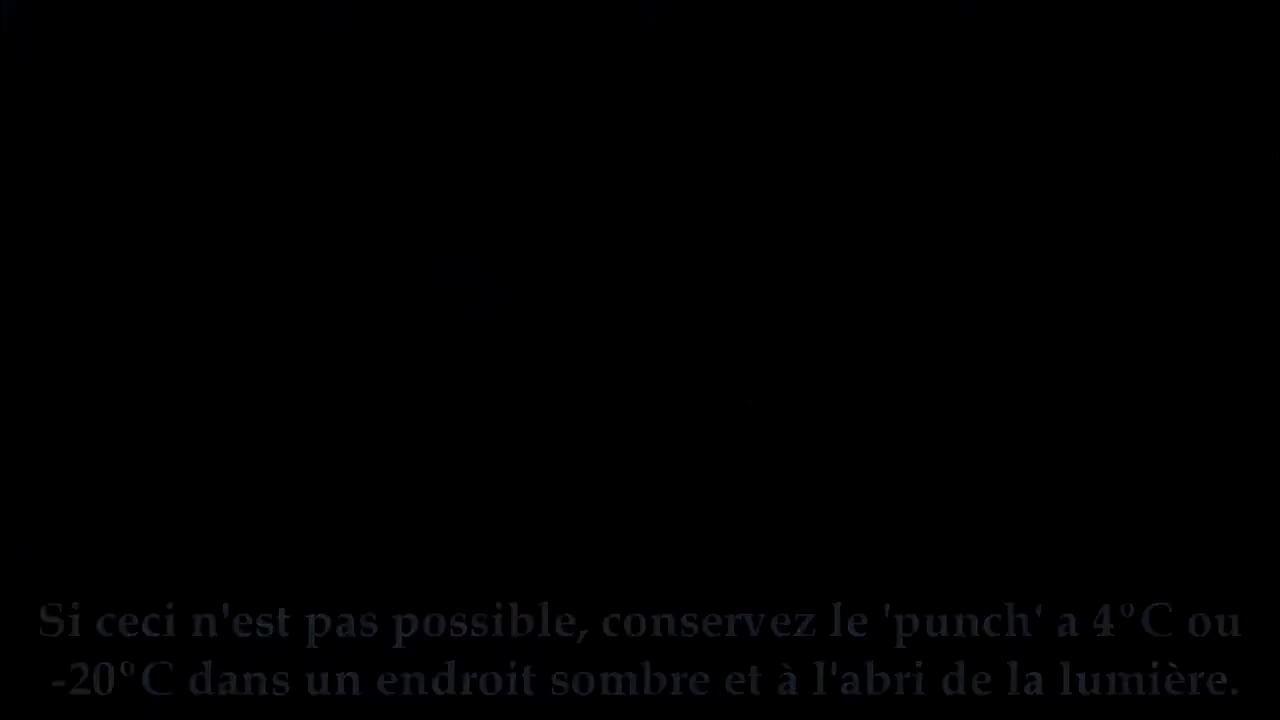 Si ceci n'est pas possible, conservez le 'punch' a 4°C ou
-20°C dans un endroit sombre et à l'abri de la lumière.